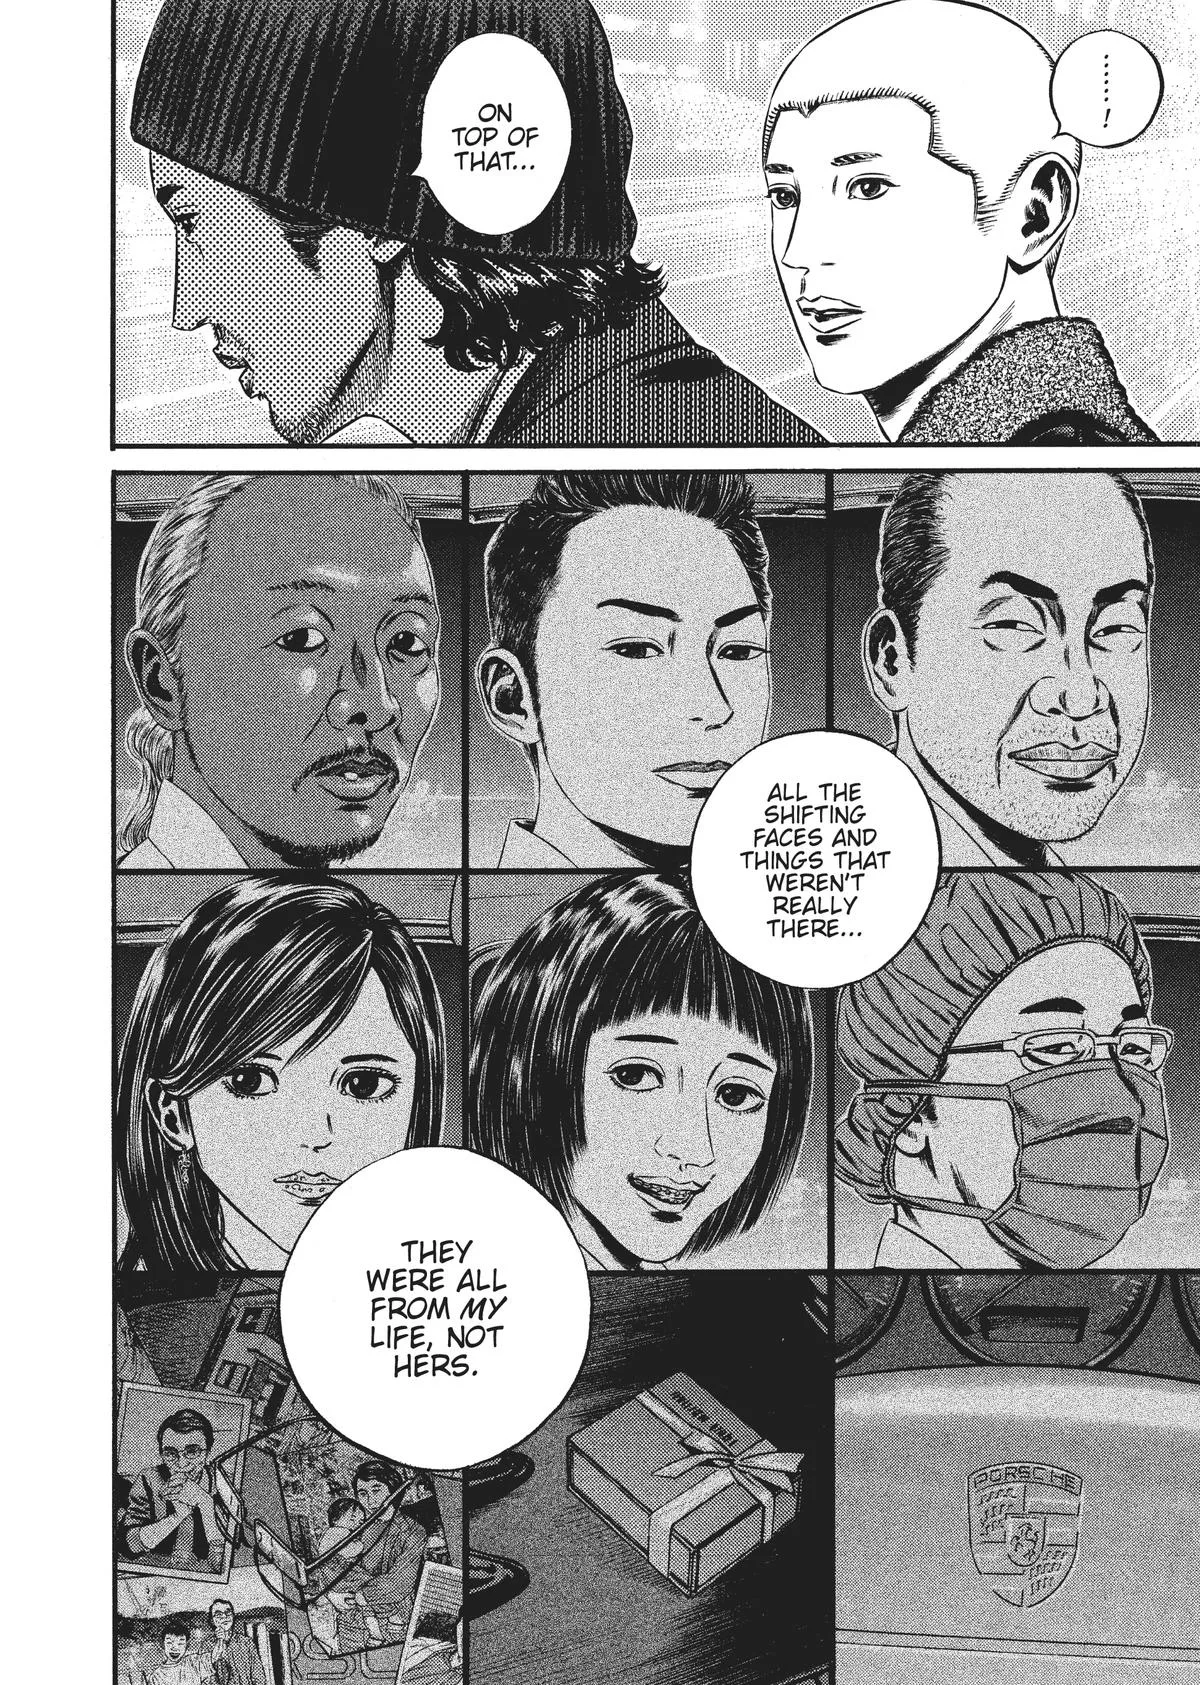 ......!
ON
TOP OF
THAT...
ALL THE
SHIFTING
FACES AND
THINGS THAT
WEREN'T
REALLY
THERE...
THEY
WERE ALL
FROM MY
LIFE, NOT
HERS.
PORSCHE